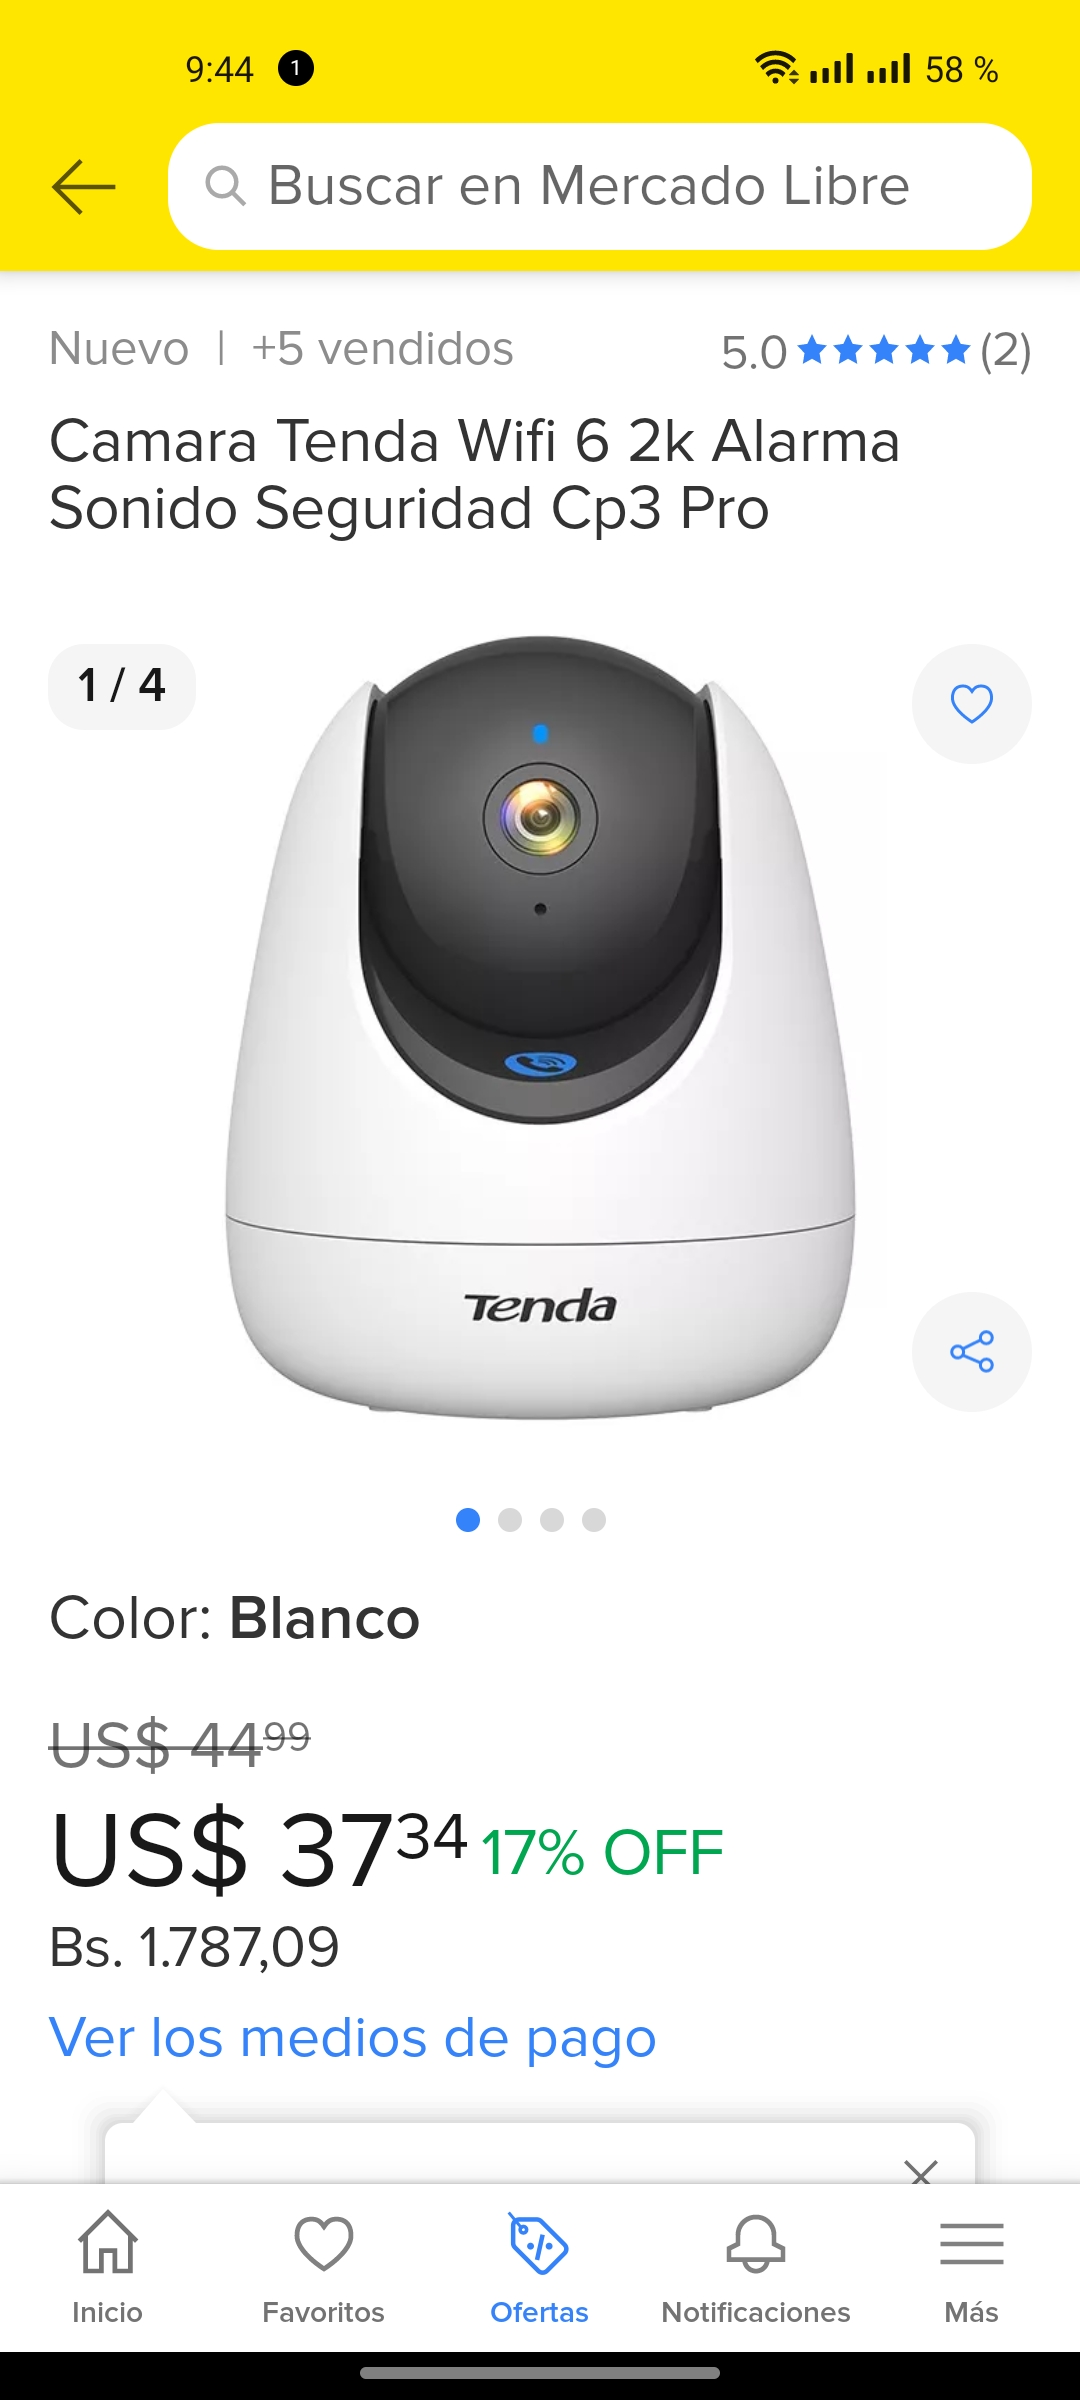 9:44 1 58 %
Buscar en Mercado Libre
Nuevo | +5 vendidos 5.0 (2)
Camara Tenda Wifi 6 2k Alarma
Sonido Seguridad Cp3 Pro
1 / 4
Tenda
Color: Blanco
US$ 44 99
US$ 37 34 17% OFF
Bs. 1.787,09
Ver los medios de pago
Inicio Favoritos Ofertas Notificaciones Más